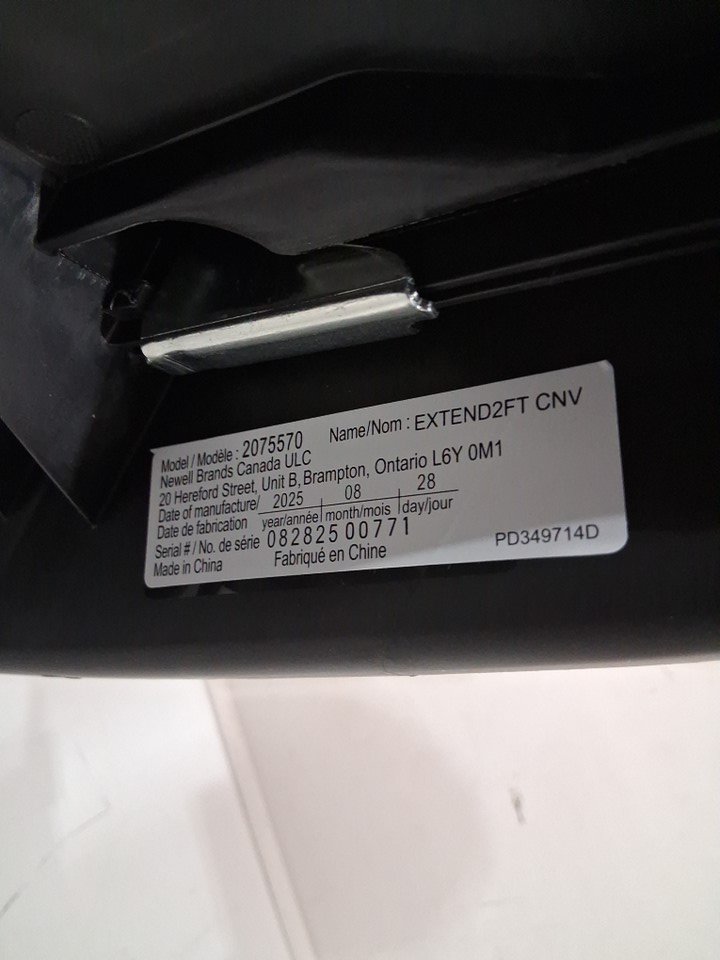 Model / Modèle : 2075570 Name/Nom : EXTEND2FT CNV
Newell Brands Canada ULC
20 Hereford Street, Unit B, Brampton, Ontario L6Y 0M1
Date of manufacture/ 2025 | 08 | 28
Date de fabrication year/année month/mois day/jour
Serial # / No. de série 08282500771
Made in China Fabriqué en Chine PD349714D